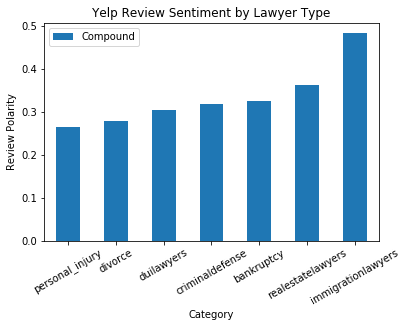 Yelp Review Sentiment by Lawyer Type
Compound
Review Polarity
0.5
0.4
0.3
0.2
0.1
0.0
personal_injury
divorce
duilawyers
criminaldefense
bankruptcy
realestatelawyers
immigrationlawyers
Category